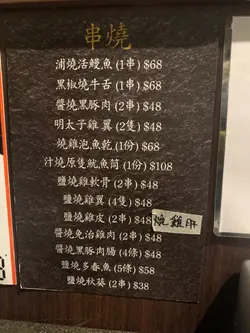 串燒
浦燒活鰻魚 (1串) $68
黑椒燒牛舌 (1串) $68
醬燒黑豚肉 (2串) $48
明太子雞翼 (2隻) $48
燒雞泡魚乾 (1份) $68
汁燒原隻魷魚筒 (1份) $108
鹽燒雞軟骨 (2串) $48
鹽燒雞翼 (4隻) $48
鹽燒雞皮 (2串) $48
燒雞肝
醬燒免治雞肉 (2串) $48
醬燒黑豚肉腸 (4條) $48
鹽燒多春魚 (5條) $58
鹽燒秋葵 (2串) $38